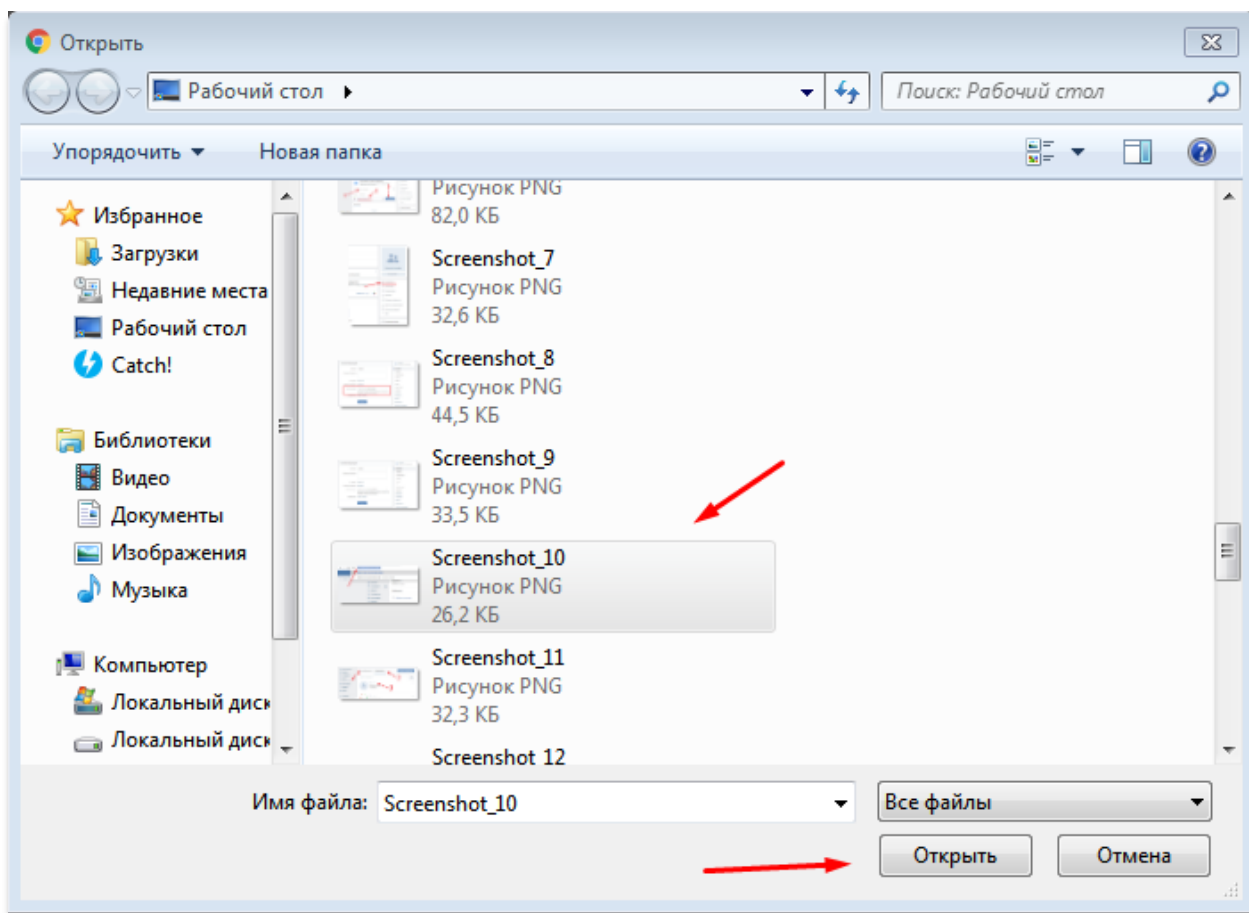 Открыть
Рабочий стол
Поиск: Рабочий стол
Упорядочить
Новая папка
Избранное
Загрузки
Недавние места
Рабочий стол
Catch!
Библиотеки
Видео
Документы
Изображения
Музыка
Компьютер
Локальный диск
Локальный диск
Рисунок PNG
82,0 КБ
Screenshot_7
Рисунок PNG
32,6 КБ
Screenshot_8
Рисунок PNG
44,5 КБ
Screenshot_9
Рисунок PNG
33,5 КБ
Screenshot_10
Рисунок PNG
26,2 КБ
Screenshot_11
Рисунок PNG
32,3 КБ
Screenshot_12
Имя файла: Screenshot_10
Все файлы
Открыть
Отмена